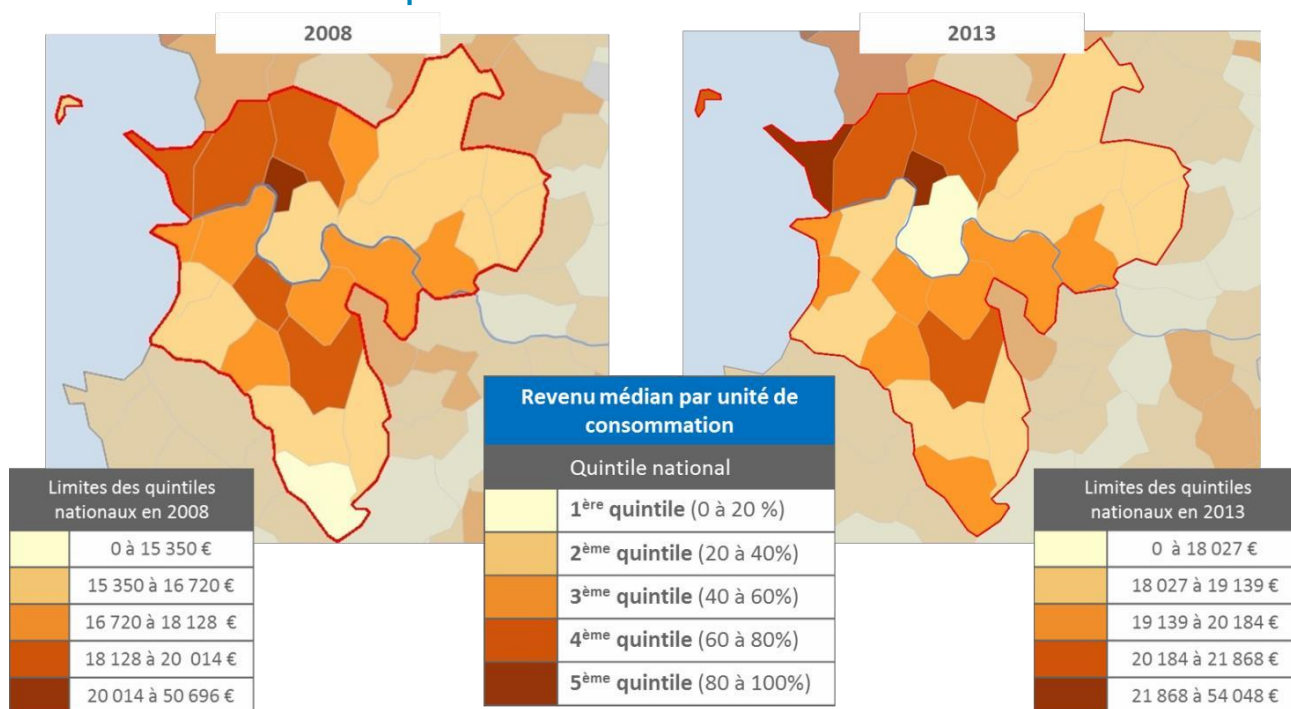 2008
2013
Revenu médian par unité de
consommation
Quintile national
1ère quintile (0 à 20 %)
2ème quintile (20 à 40%)
3ème quintile (40 à 60%)
4ème quintile (60 à 80%)
5ème quintile (80 à 100%)
Limites des quintiles
nationaux en 2008
0 à 15 350 €
15 350 à 16 720 €
16 720 à 18 128 €
18 128 à 20 014 €
20 014 à 50 696 €
Limites des quintiles
nationaux en 2013
0 à 18 027 €
18 027 à 19 139 €
19 139 à 20 184 €
20 184 à 21 868 €
21 868 à 54 048 €